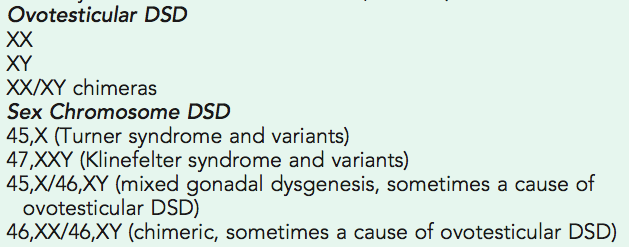 Ovotesticular DSD
XX
XY
XX/XY chimeras
Sex Chromosome DSD
45,X (Turner syndrome and variants)
47,XXY (Klinefelter syndrome and variants)
45,X/46,XY (mixed gonadal dysgenesis, sometimes a cause of
ovotesticular DSD)
46,XX/46,XY (chimeric, sometimes a cause of ovotesticular DSD)